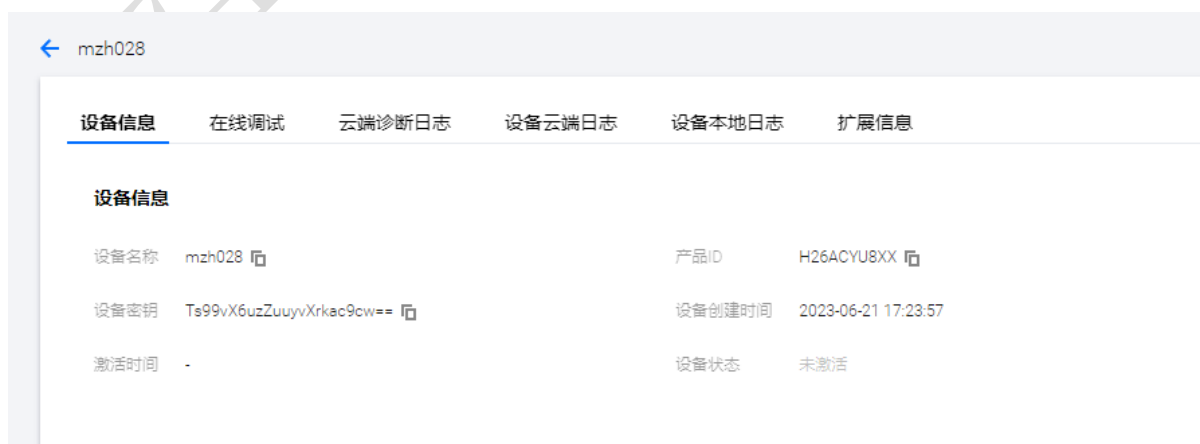 mzh028
设备信息 在线调试 云端诊断日志 设备云端日志 设备本地日志 扩展信息
设备信息
设备名称 mzh028 产品ID H26ACYU8XX
设备密钥 Ts99vX6uzZuuyvXrkac9cw== 设备创建时间 2023-06-21 17:23:57
激活时间 - 设备状态 未激活